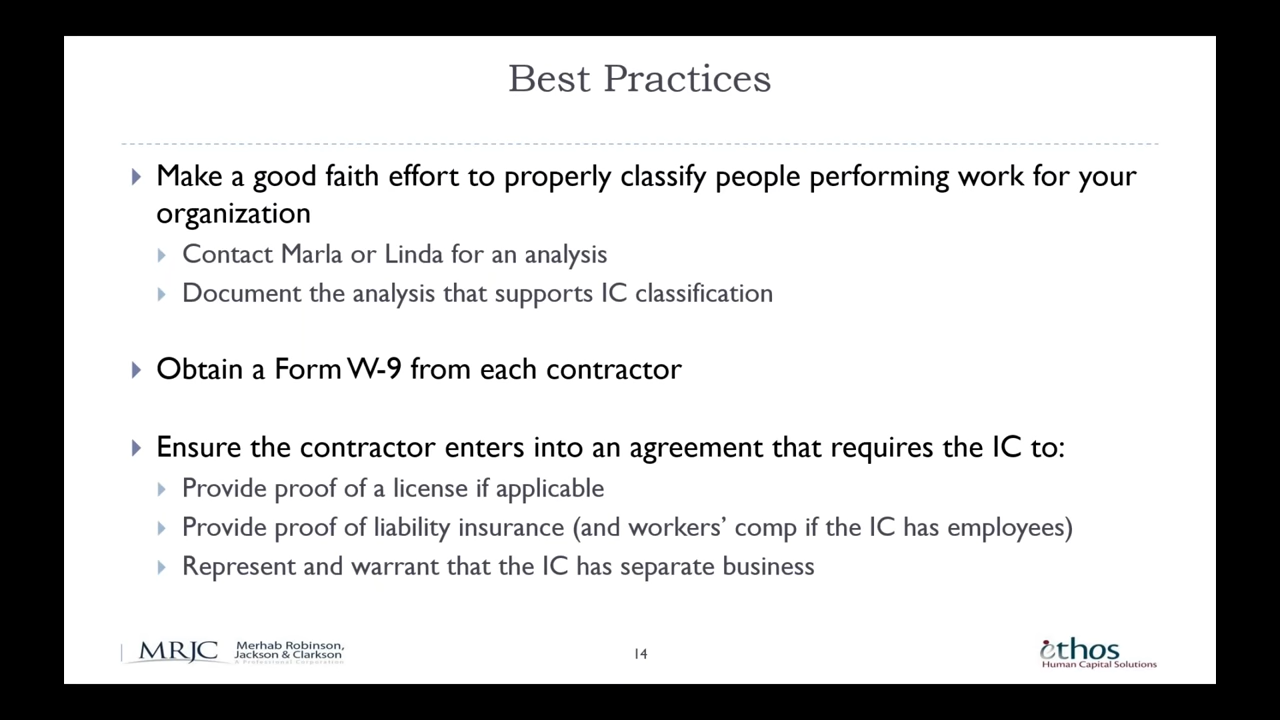 Best Practices
Make a good faith effort to properly classify people performing work for your
organization
Contact Marla or Linda for an analysis
Document the analysis that supports IC classification
Obtain a Form W-9 from each contractor
Ensure the contractor enters into an agreement that requires the IC to:
Provide proof of a license if applicable
Provide proof of liability insurance (and workers’ comp if the IC has employees)
Represent and warrant that the IC has separate business
MRJC Merhab Robinson,
Jackson & Clarkson
A Professional Corporation
14
ethos
Human Capital Solutions